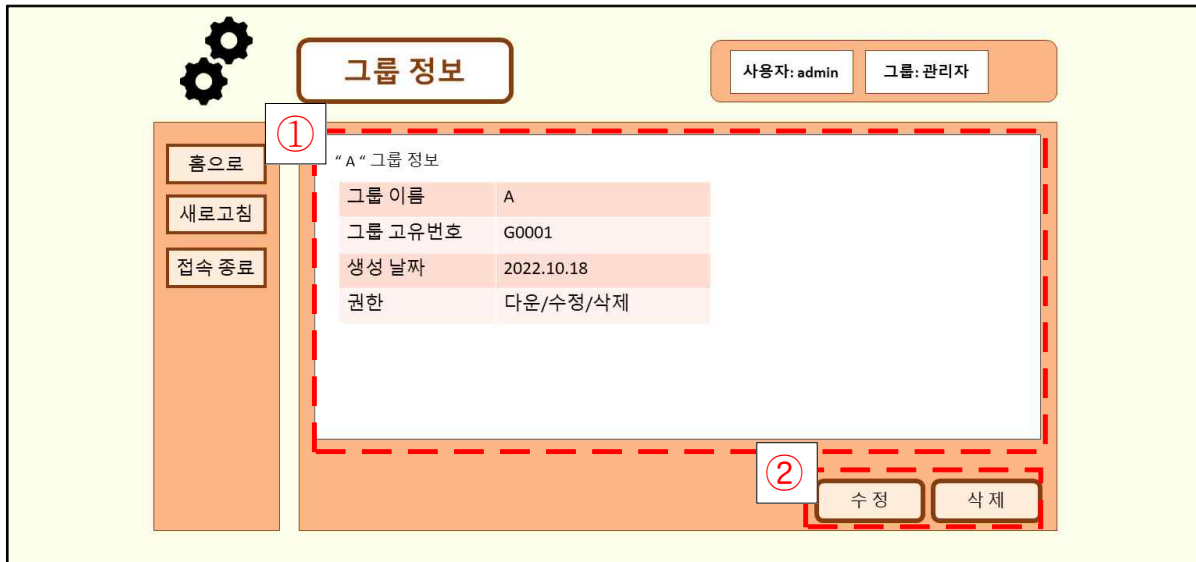 그룹 정보
사용자: admin
그룹: 관리자
①
홈으로
새로고침
접속 종료
“ A “ 그룹 정보
그룹 이름 A
그룹 고유번호 G0001
생성 날짜 2022.10.18
권한 다운/수정/삭제
②
수 정
삭 제